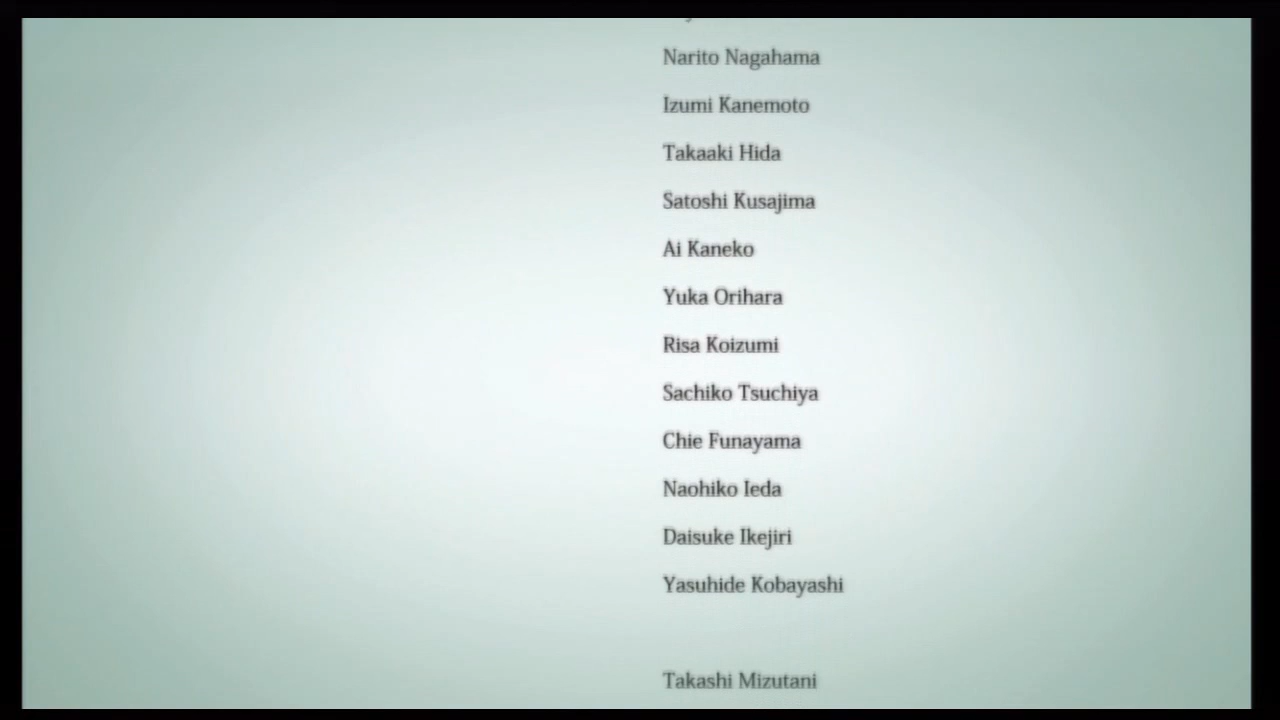 Narito Nagahama
Izumi Kanemoto
Takaaki Hida
Satoshi Kusajima
Ai Kaneko
Yuka Orihara
Risa Koizumi
Sachiko Tsuchiya
Chie Funayama
Naohiko Ieda
Daisuke Ikejiri
Yasuhide Kobayashi
Takashi Mizutani